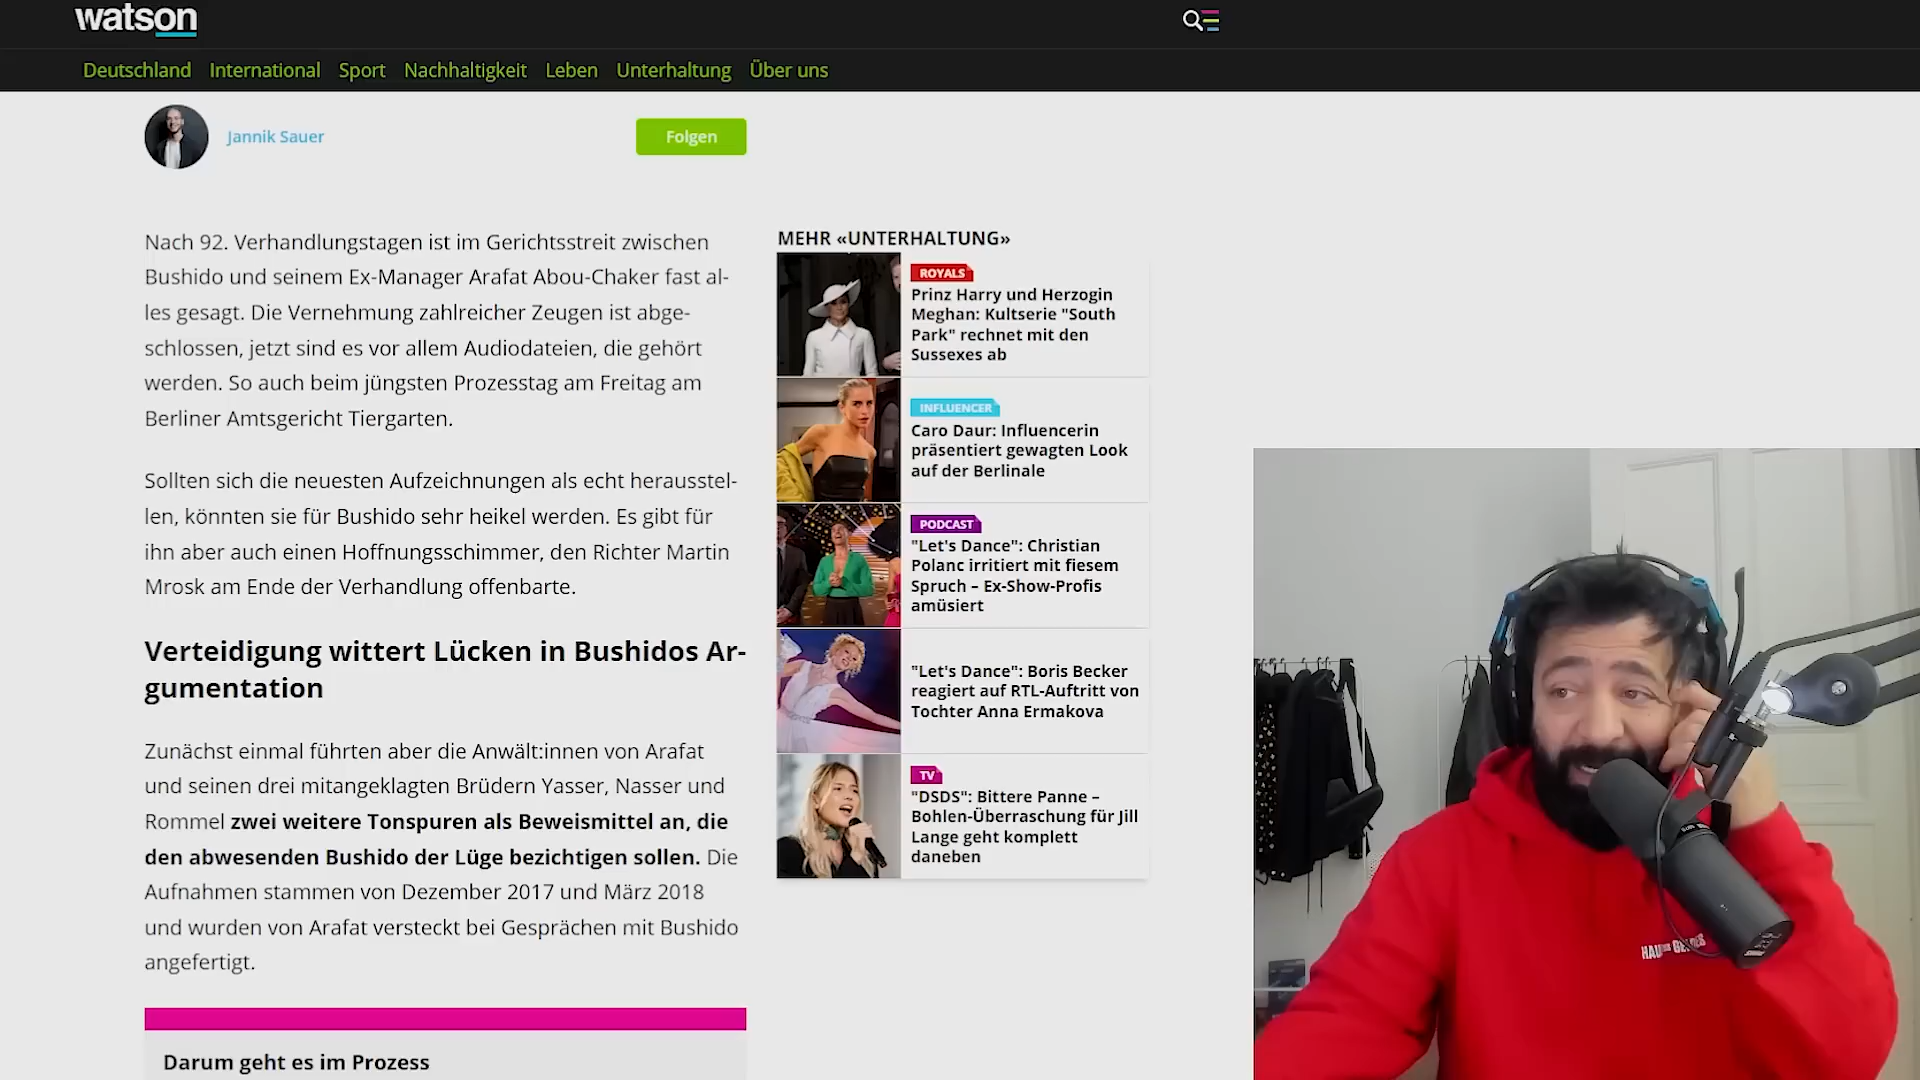 watson
Deutschland International Sport Nachhaltigkeit Leben Unterhaltung Über uns
Jannik Sauer
Folgen
Nach 92. Verhandlungstagen ist im Gerichtsstreit zwischen
Bushido und seinem Ex-Manager Arafat Abou-Chaker fast al-
les gesagt. Die Vernehmung zahlreicher Zeugen ist abge-
schlossen, jetzt sind es vor allem Audiodateien, die gehört
werden. So auch beim jüngsten Prozesstag am Freitag am
Berliner Amtsgericht Tiergarten.
Sollten sich die neuesten Aufzeichnungen als echt herausstel-
len, könnten sie für Bushido sehr heikel werden. Es gibt für
ihn aber auch einen Hoffnungsschimmer, den Richter Martin
Mrosk am Ende der Verhandlung offenbarte.
Verteidigung wittert Lücken in Bushidos Ar-
gumentation
Zunächst einmal führten aber die Anwält:innen von Arafat
und seinen drei mitangeklagten Brüdern Yasser, Nasser und
Rommel zwei weitere Tonspuren als Beweismittel an, die
den abwesenden Bushido der Lüge bezichtigen sollen. Die
Aufnahmen stammen von Dezember 2017 und März 2018
und wurden von Arafat versteckt bei Gesprächen mit Bushido
angefertigt.
Darum geht es im Prozess
MEHR «UNTERHALTUNG»
ROYALS
Prinz Harry und Herzogin
Meghan: Kultserie "South
Park" rechnet mit den
Sussexes ab
INFLUENCER
Caro Daur: Influencerin
präsentiert gewagten Look
auf der Berlinale
PODCAST
"Let's Dance": Christian
Polanc irritiert mit fiesem
Spruch – Ex-Show-Profis
amüsiert
"Let's Dance": Boris Becker
reagiert auf RTL-Auftritt von
Tochter Anna Ermakova
TV
"DSDS": Bittere Panne –
Bohlen-Überraschung für Jill
Lange geht komplett
daneben